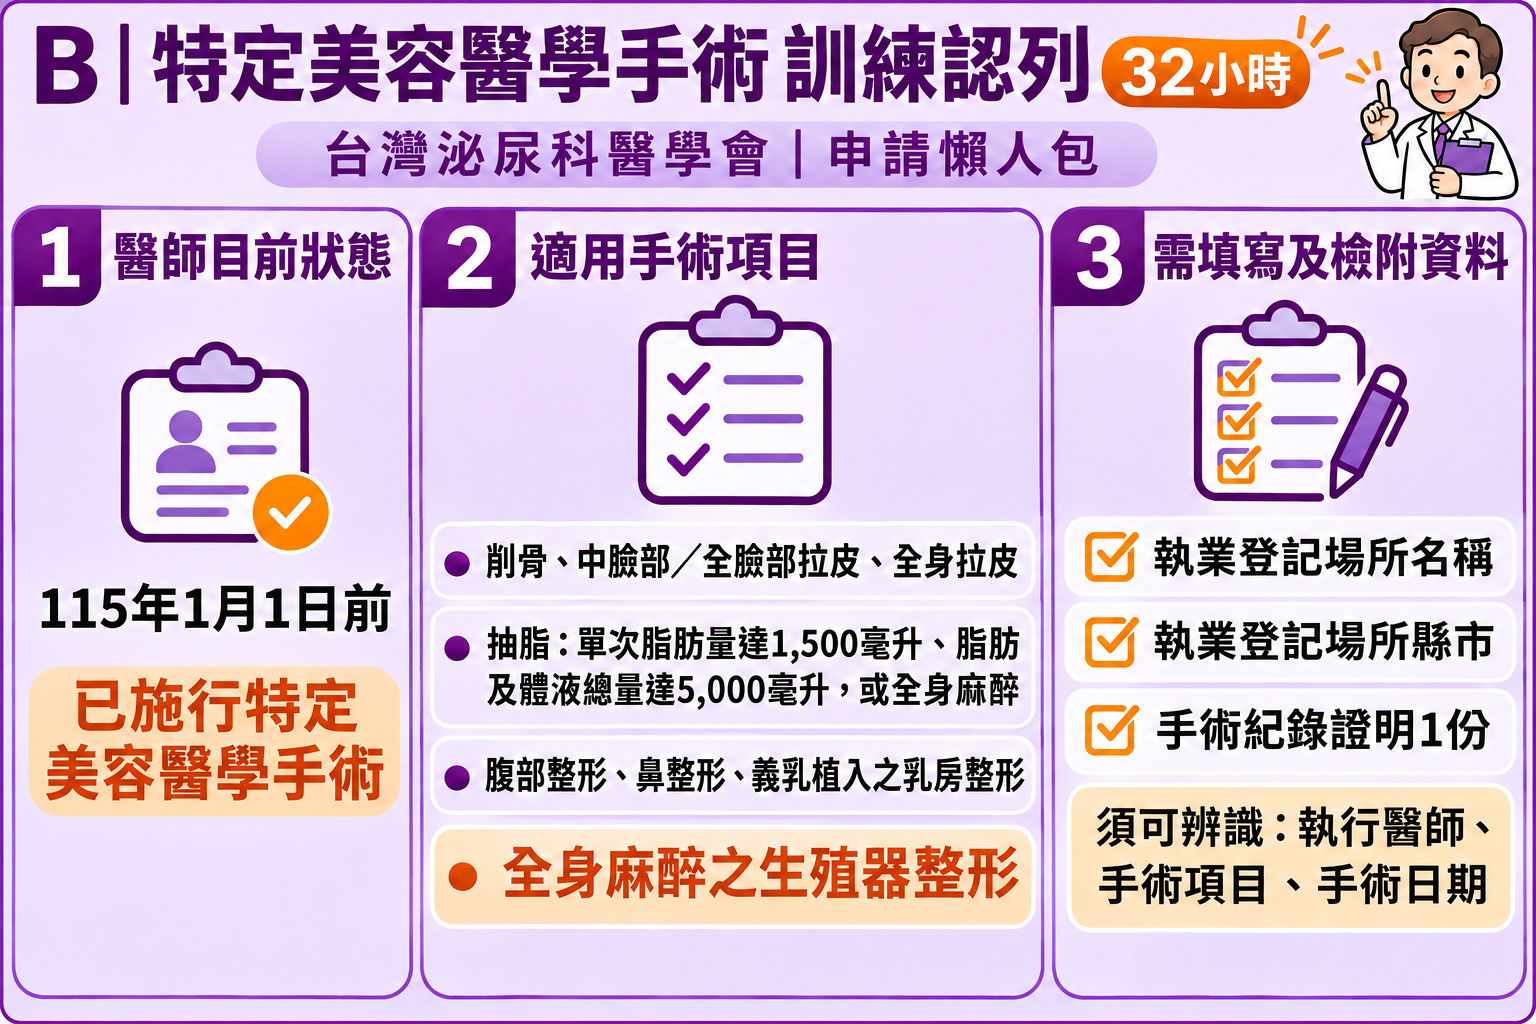 B｜特定美容醫學手術 訓練認列 32小時
台灣泌尿科醫學會｜申請懶人包
1 醫師目前狀態
115年1月1日前
已施行特定
美容醫學手術
2 適用手術項目
• 削骨、中臉部／全臉部拉皮、全身拉皮
• 抽脂：單次脂肪量達1,500毫升、脂肪
及體液總量達5,000毫升，或全身麻醉
• 腹部整形、鼻整形、義乳植入之乳房整形
• 全身麻醉之生殖器整形
3 需填寫及檢附資料
執業登記場所名稱
執業登記場所縣市
手術紀錄證明1份
須可辨識：執行醫師、
手術項目、手術日期